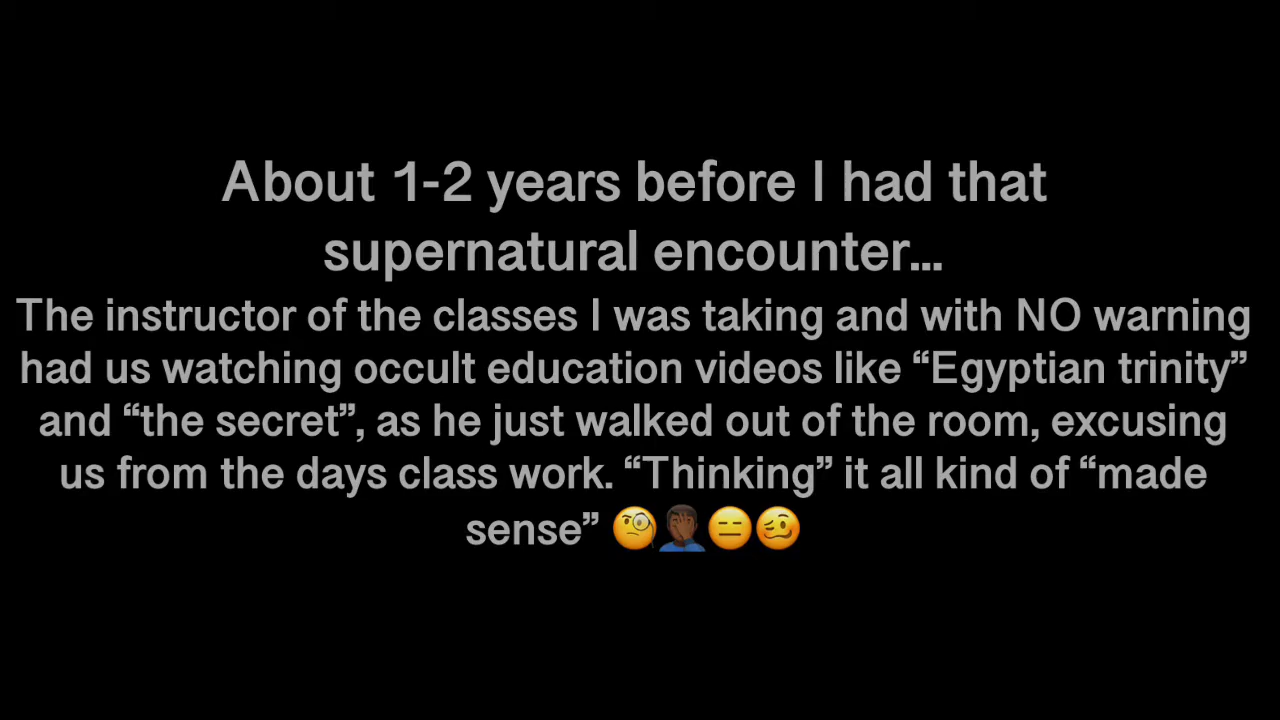 About 1-2 years before I had that
supernatural encounter...
The instructor of the classes I was taking and with NO warning
had us watching occult education videos like “Egyptian trinity”
and “the secret”, as he just walked out of the room, excusing
us from the days class work. “Thinking” it all kind of “made
sense” 🧐🤦🏾‍♂️😑🥴